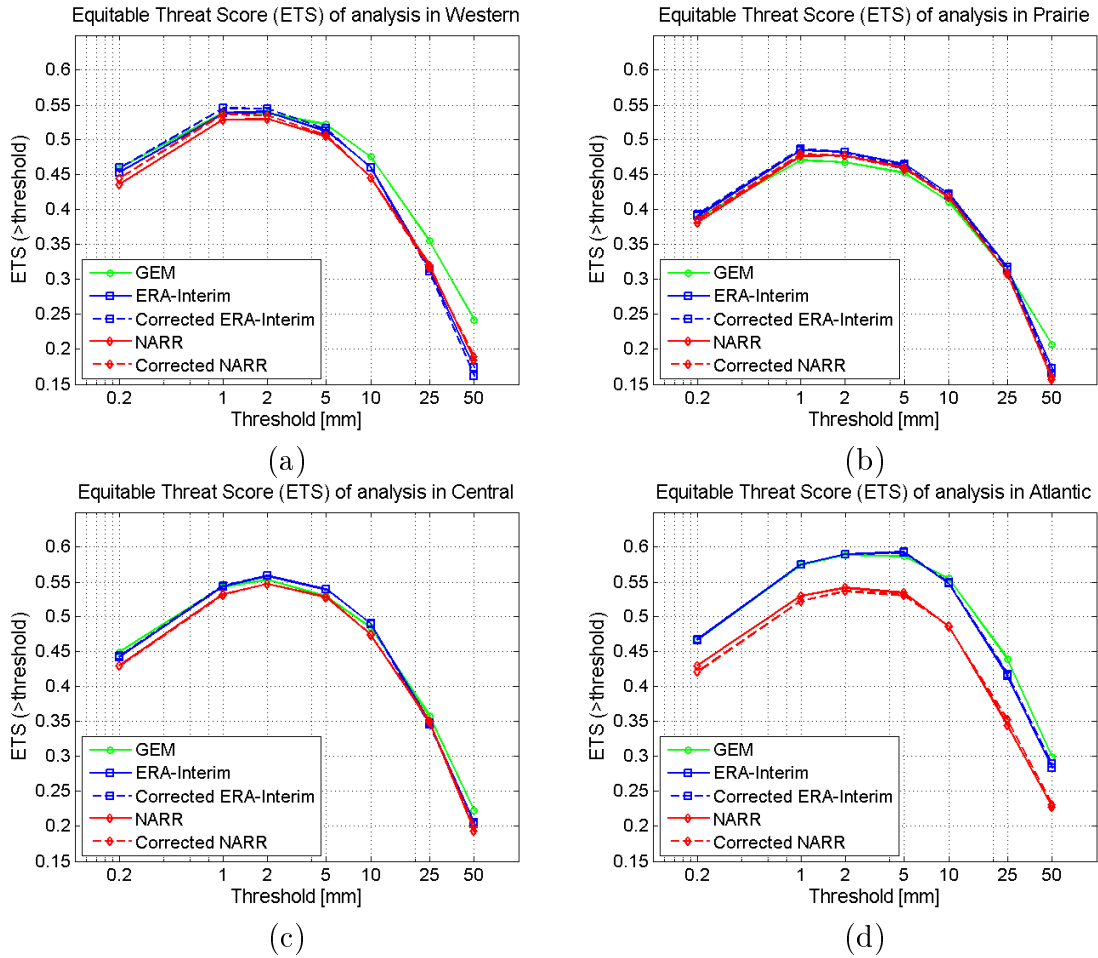 Equitable Threat Score (ETS) of analysis in Western
ETS (>threshold)
0.6
0.55
0.5
0.45
0.4
0.35
0.3
0.25
0.2
0.15
GEM
ERA-Interim
Corrected ERA-Interim
NARR
Corrected NARR
0.2 1 2 5 10 25 50
Threshold [mm]
(a)
Equitable Threat Score (ETS) of analysis in Prairie
ETS (>threshold)
0.6
0.55
0.5
0.45
0.4
0.35
0.3
0.25
0.2
0.15
GEM
ERA-Interim
Corrected ERA-Interim
NARR
Corrected NARR
0.2 1 2 5 10 25 50
Threshold [mm]
(b)
Equitable Threat Score (ETS) of analysis in Central
ETS (>threshold)
0.6
0.55
0.5
0.45
0.4
0.35
0.3
0.25
0.2
0.15
GEM
ERA-Interim
Corrected ERA-Interim
NARR
Corrected NARR
0.2 1 2 5 10 25 50
Threshold [mm]
(c)
Equitable Threat Score (ETS) of analysis in Atlantic
ETS (>threshold)
0.6
0.55
0.5
0.45
0.4
0.35
0.3
0.25
0.2
0.15
GEM
ERA-Interim
Corrected ERA-Interim
NARR
Corrected NARR
0.2 1 2 5 10 25 50
Threshold [mm]
(d)